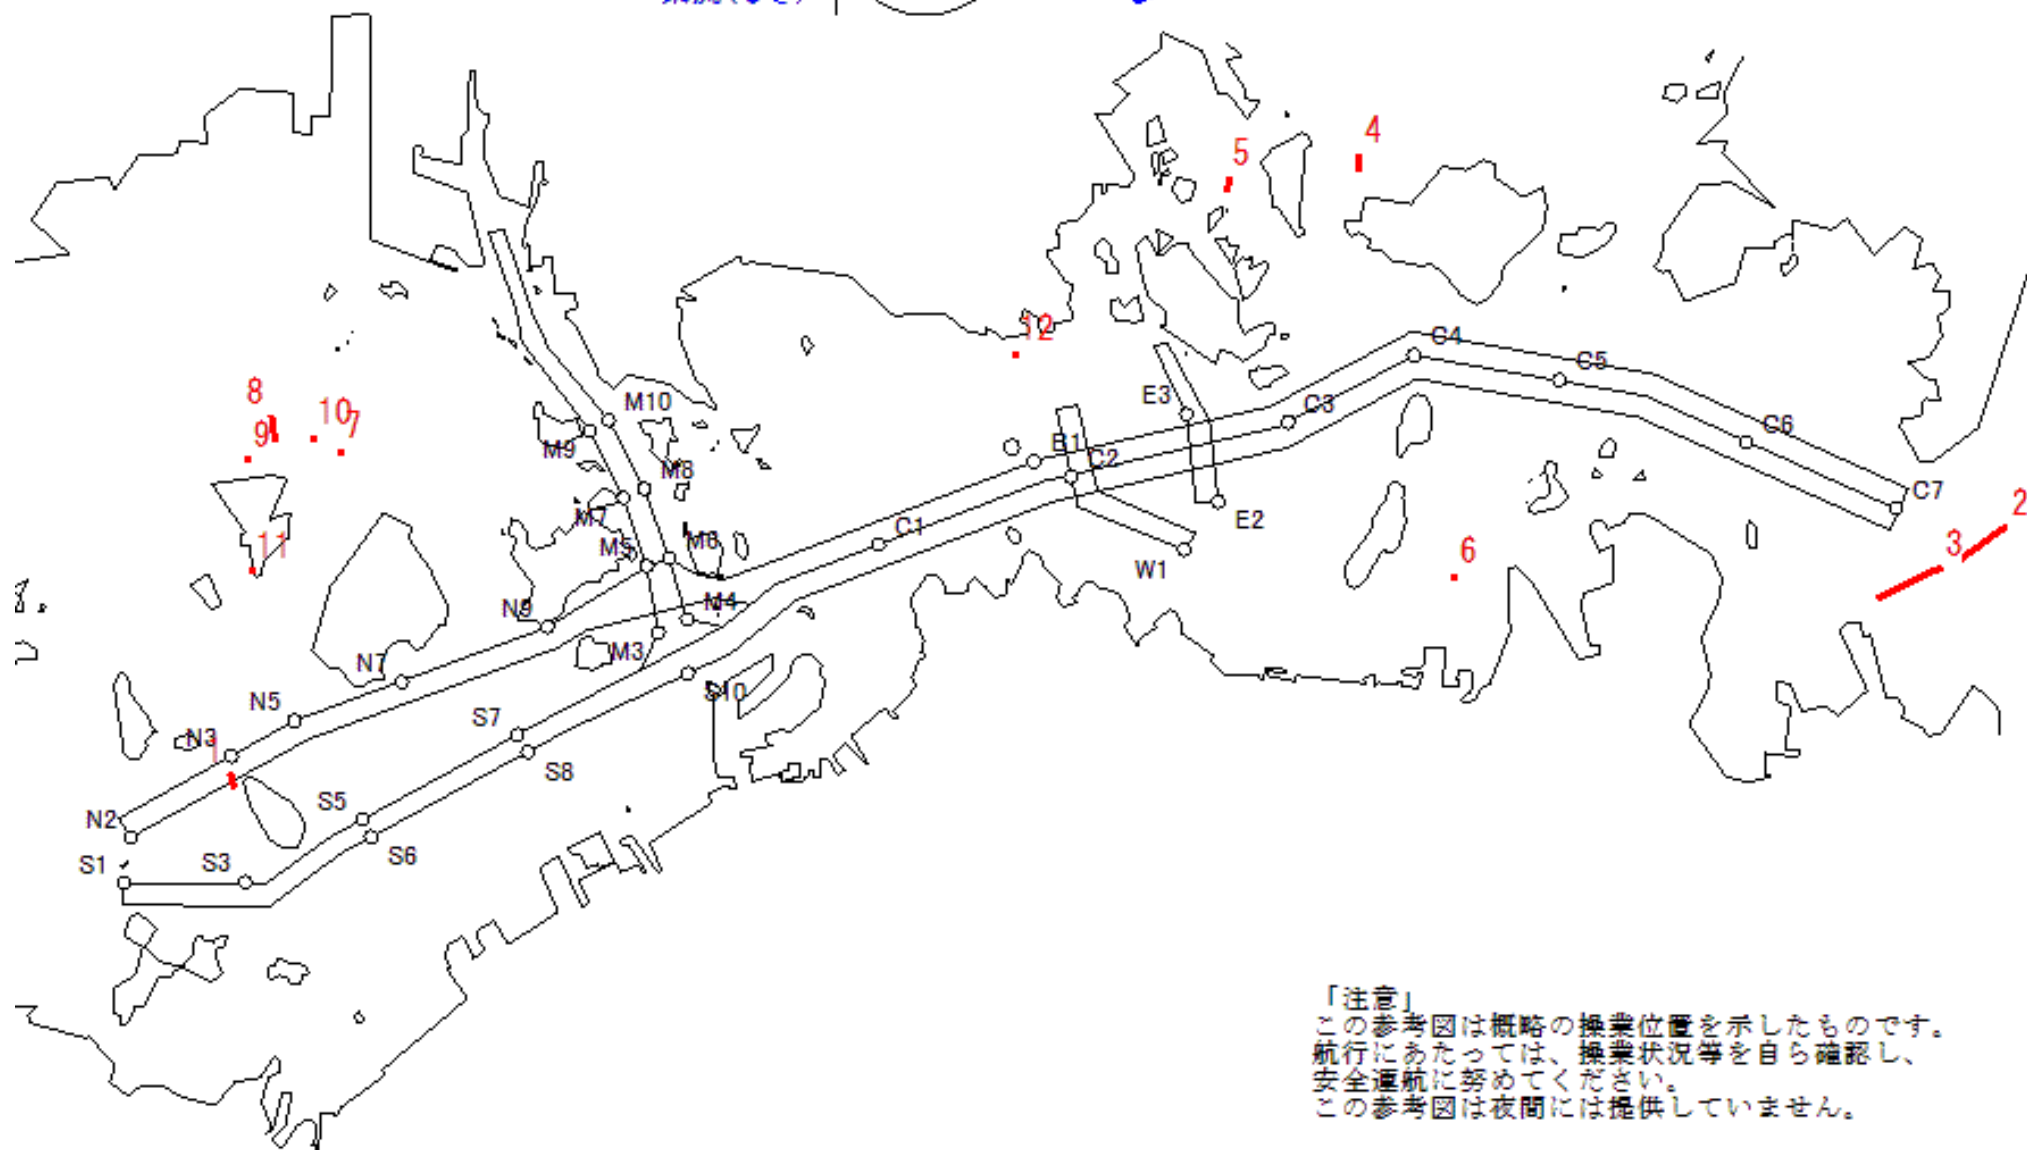 4
5
12
C4
C5
8
10
7
9
M10
E3
C3
B1
C6
M9
C2
M8
C7
2
M7
E2
C1
11
M5
M6
3
6
W1
N9
M4
M3
N7
S10
N5
S7
N3
1
S8
S5
N2
S6
S1
S3
「注意」
この参考図は概略の操業位置を示したものです。
航行にあたっては、操業状況等を自ら確認し、
安全運航に努めてください。
この参考図は夜間には提供していません。